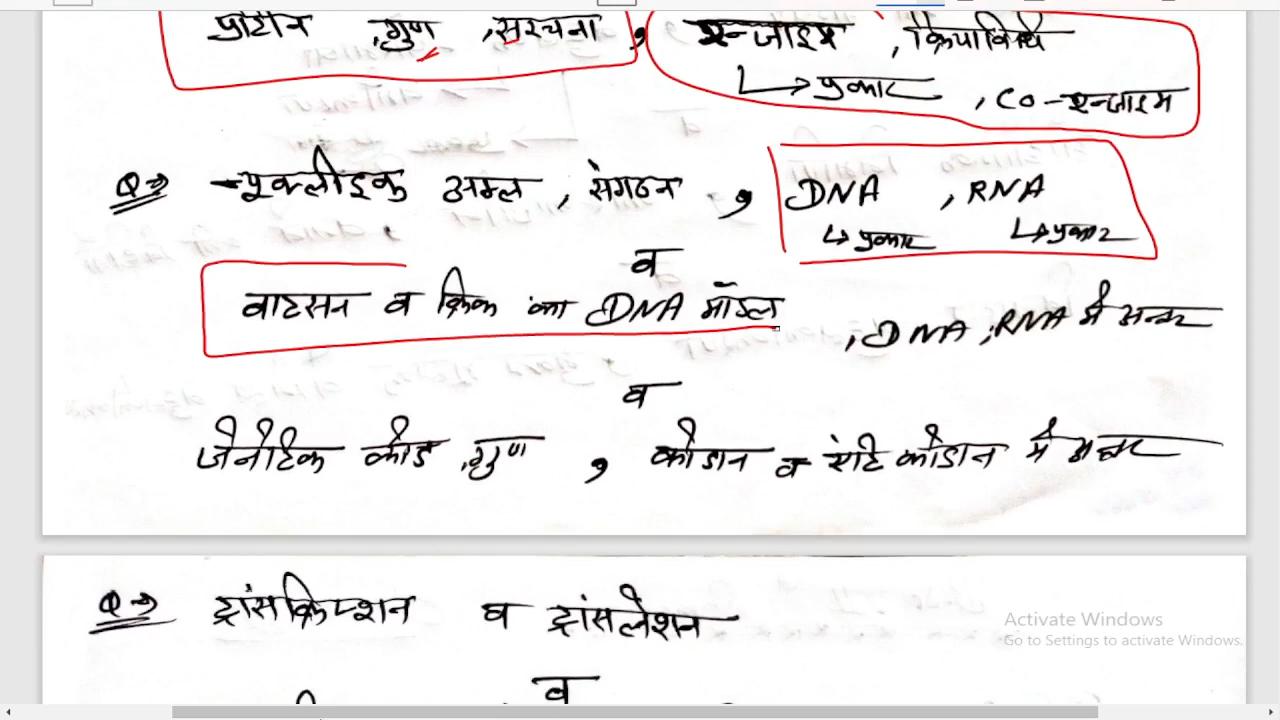 प्रोटीन ,गुण ,संरचना , एन्जाइम , क्रियाविधि
↳ प्रकार , CO-एन्जाइम
Q⇒ न्यूक्लीइक अम्ल , संगठन , DNA , RNA
↳ प्रकार ↳ प्रकार
व
वाटसन व क्रिक का DNA मॉडल , DNA , RNA में अन्तर
व
जेनेटिक कोड ,गुण , कोडान व एंटि कोडान में अन्तर
Q⇒ ट्रांसक्रिप्शन व ट्रांसलेशन
व
Activate Windows
Go to Settings to activate Windows.